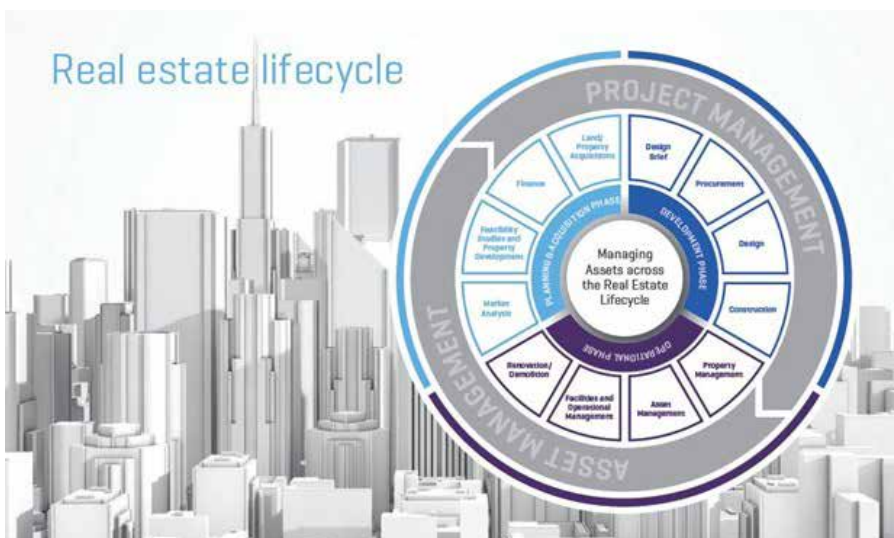 Real estate lifecycle
PROJECT MANAGEMENT
ASSET MANAGEMENT
PLANNING & ACQUISITION PHASE
DEVELOPMENT PHASE
OPERATIONAL PHASE
Managing
Assets across
the Real Estate
Lifecycle
Land/
Property
Acquisitions
Design
Brief
Procurement
Design
Construction
Property
Management
Asset
Management
Facilities and
Operational
Management
Renovation/
Demolition
Market
Analysis
Feasibility
Studies and
Property
Development
Finance